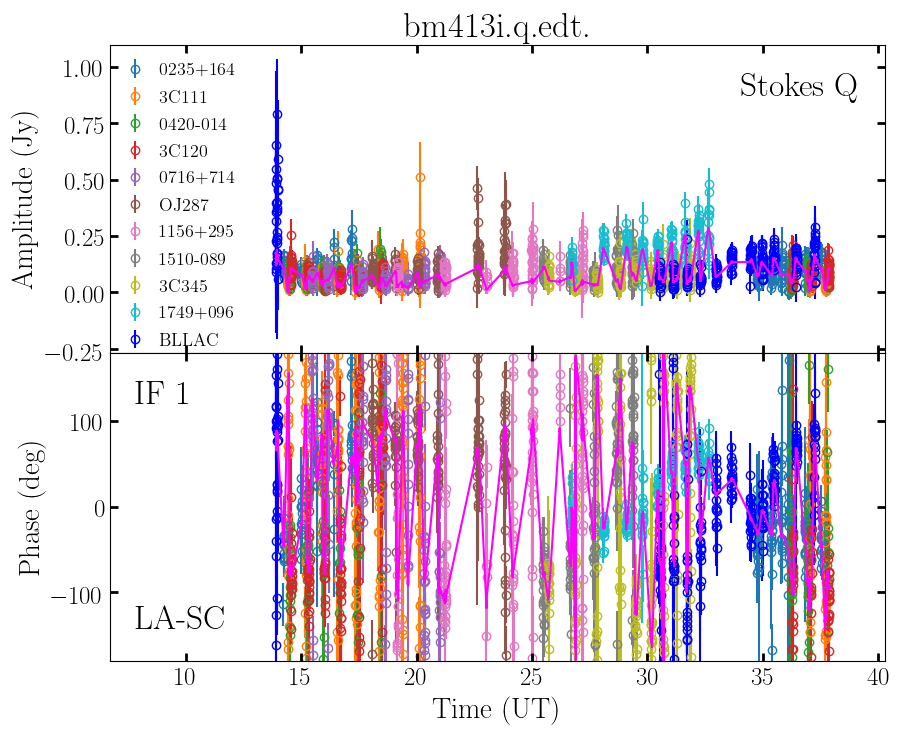 bm413i.q.edt.
Stokes Q
Amplitude (Jy)
1.00
0.75
0.50
0.25
0.00
−0.25
0235+164
3C111
0420-014
3C120
0716+714
OJ287
1156+295
1510-089
3C345
1749+096
BLLAC
IF 1
LA-SC
Phase (deg)
100
0
−100
10 15 20 25 30 35 40
Time (UT)